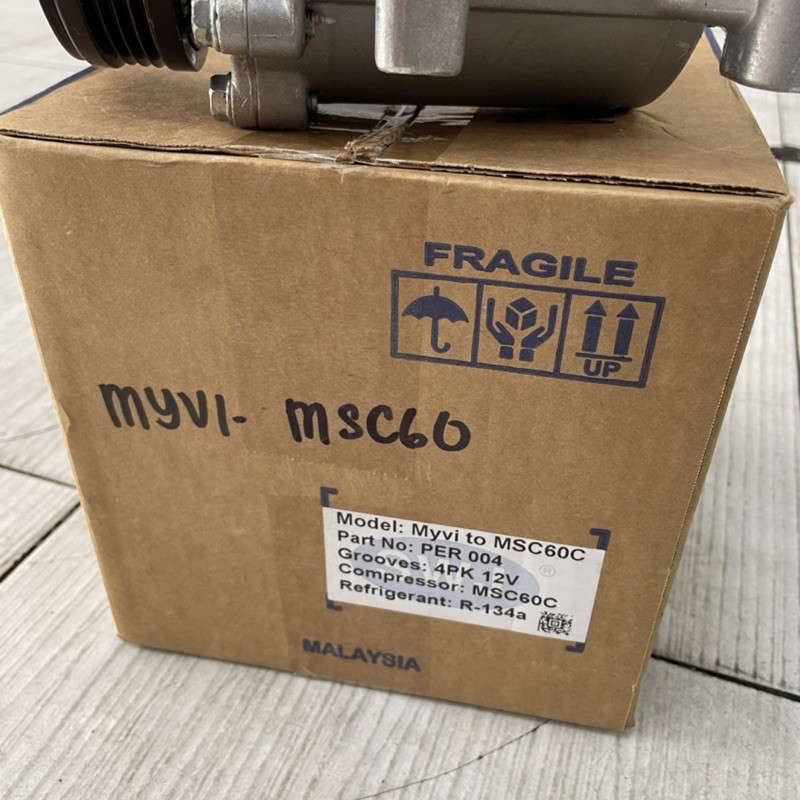 FRAGILE
UP
MYVI- MSC60
Model: Myvi to MSC60C
Part No: PER 004
Grooves: 4PK 12V
Compressor: MSC60C
Refrigerant: R-134a
®
MALAYSIA